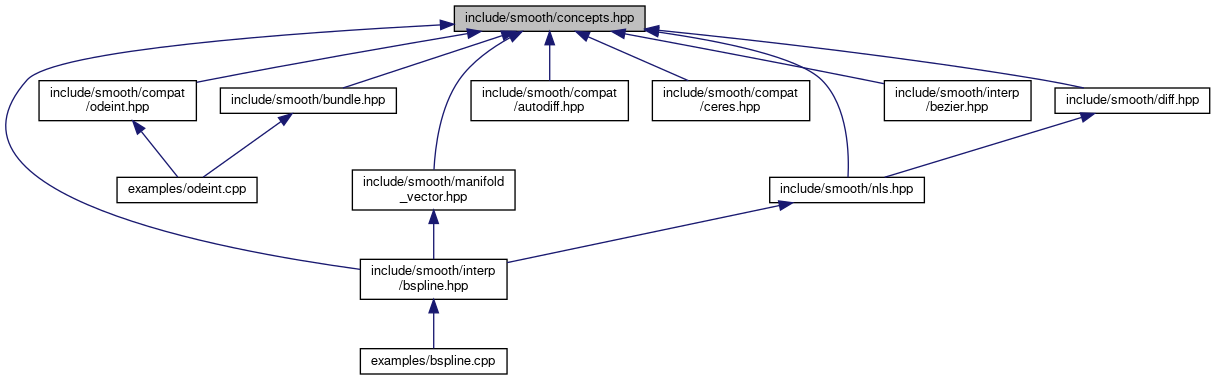 include/smooth/concepts.hpp
include/smooth/compat
/odeint.hpp
include/smooth/bundle.hpp
include/smooth/compat
/autodiff.hpp
include/smooth/compat
/ceres.hpp
include/smooth/interp
/bezier.hpp
include/smooth/diff.hpp
examples/odeint.cpp
include/smooth/manifold
_vector.hpp
include/smooth/nls.hpp
include/smooth/interp
/bspline.hpp
examples/bspline.cpp